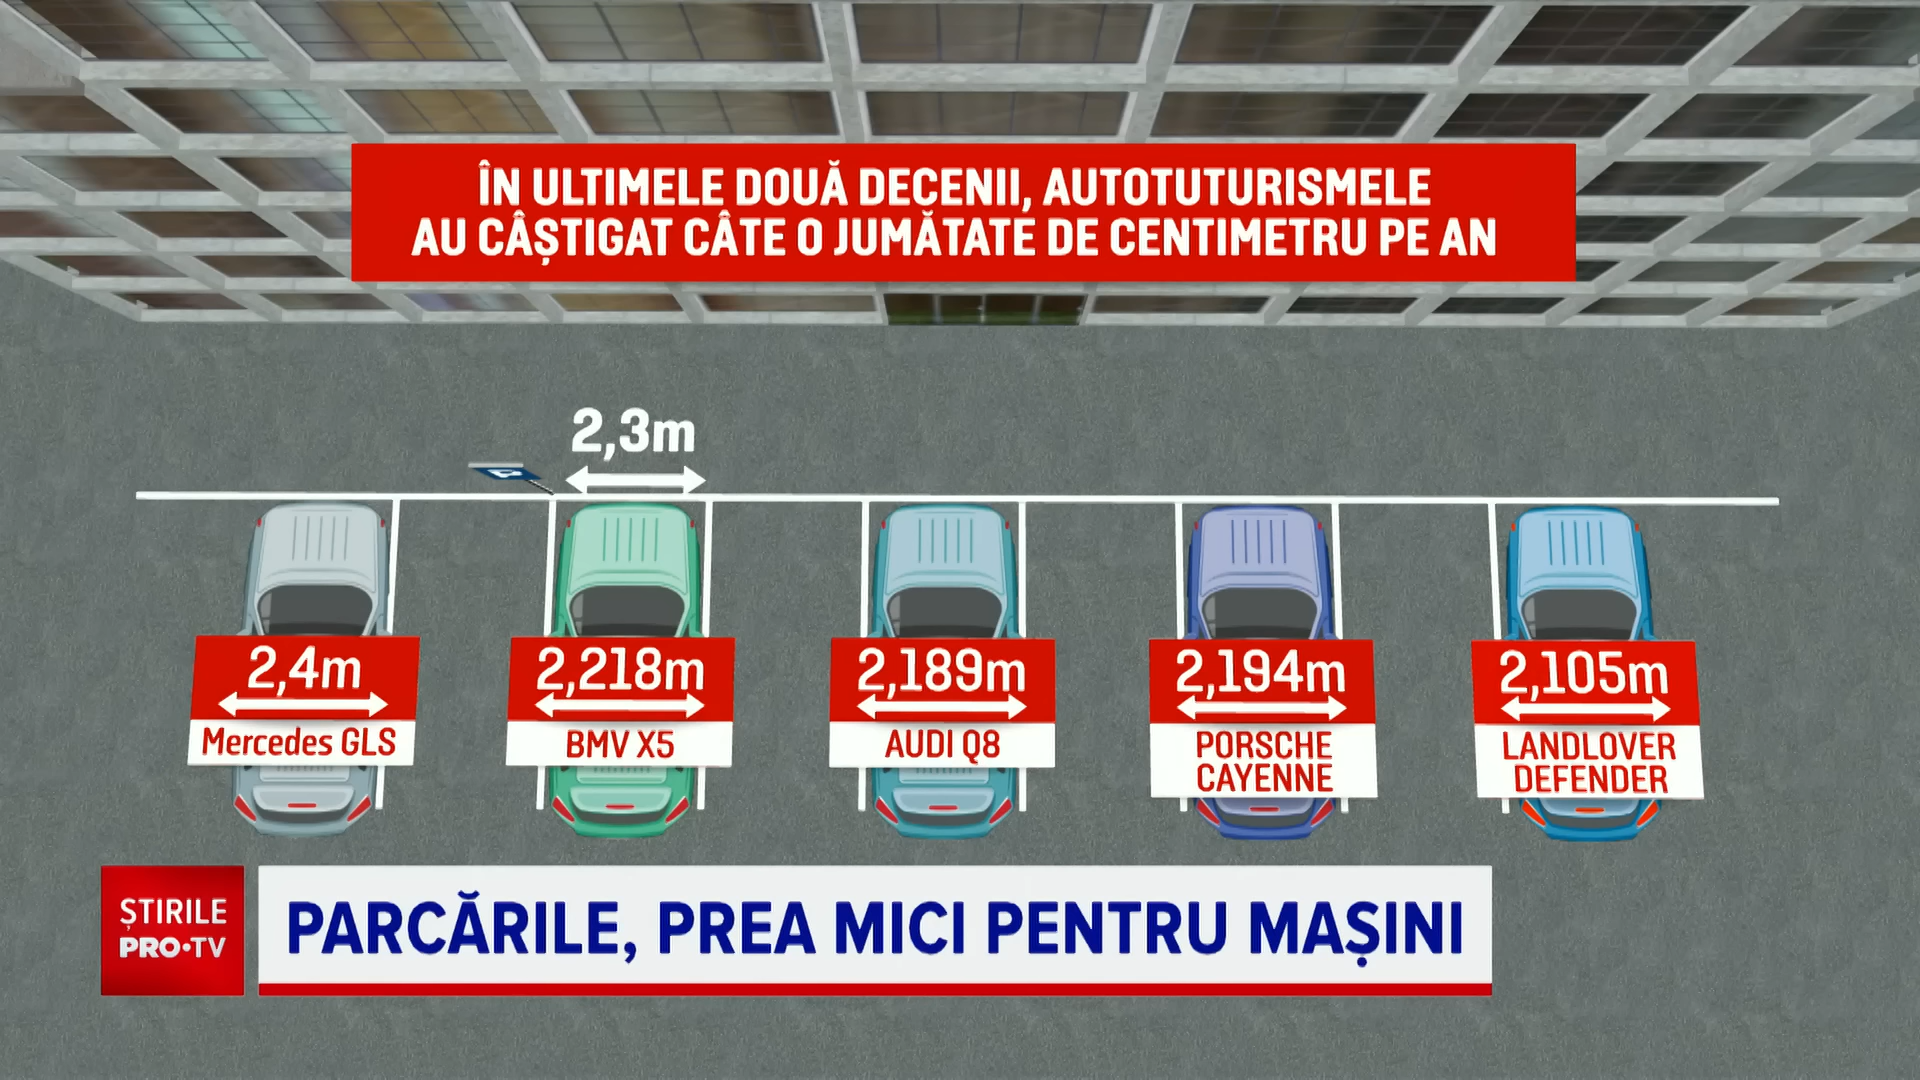 ÎN ULTIMELE DOUĂ DECENII, AUTOTUTURISMELE
AU CÂȘTIGAT CÂTE O JUMĂTATE DE CENTIMETRU PE AN
2,3m
2,4m
Mercedes GLS
2,218m
BMV X5
2,189m
AUDI Q8
2,194m
PORSCHE
CAYENNE
2,105m
LANDLOVER
DEFENDER
ȘTIRILE
PRO•TV
PARCĂRILE, PREA MICI PENTRU MAȘINI